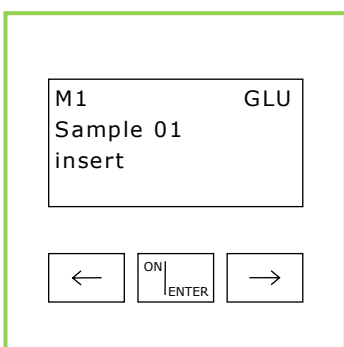 M1 GLU
Sample 01
insert
← ON ENTER →